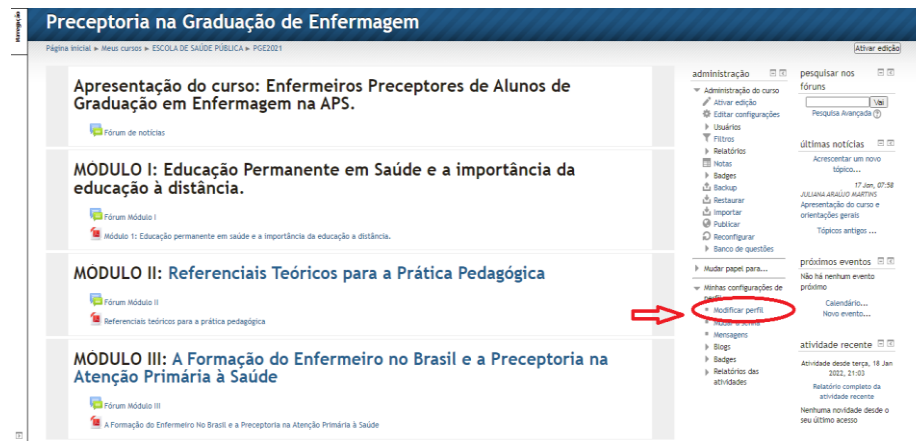 Navegação
Preceptoria na Graduação de Enfermagem
Página inicial ► Meus cursos ► ESCOLA DE SAÚDE PÚBLICA ► PGE2021
Ativar edição
Apresentação do curso: Enfermeiros Preceptores de Alunos de
Graduação em Enfermagem na APS.
Fórum de notícias
MÓDULO I: Educação Permanente em Saúde e a importância da
educação à distância.
Fórum Módulo I
Módulo 1: Educação permanente em saúde e a importância da educação a distância.
MÓDULO II: Referenciais Teóricos para a Prática Pedagógica
Fórum Módulo II
Referenciais teóricos para a prática pedagógica
MÓDULO III: A Formação do Enfermeiro no Brasil e a Preceptoria na
Atenção Primária à Saúde
Fórum Módulo III
A Formação do Enfermeiro No Brasil e a Preceptoria na Atenção Primária à Saúde
administração
Administração do curso
Ativar edição
Editar configurações
Usuários
Filtros
Relatórios
Notas
Badges
Backup
Restaurar
Importar
Publicar
Reconfigurar
Banco de questões
Mudar papel para...
Minhas configurações de
perfil
Modificar perfil
Mudar a senha
Mensagens
Blogs
Badges
Relatórios das
atividades
pesquisar nos
fóruns
Vai
Pesquisa Avançada
últimas notícias
Acrescentar um novo
tópico...
17 Jan, 07:58
JULIANA ARAÚJO MARTINS
Apresentação do curso e
orientações gerais
Tópicos antigos ...
próximos eventos
Não há nenhum evento
próximo
Calendário...
Novo evento...
atividade recente
Atividade desde terça, 18 Jan
2022, 21:03
Relatório completo da
atividade recente
Nenhuma novidade desde o
seu último acesso